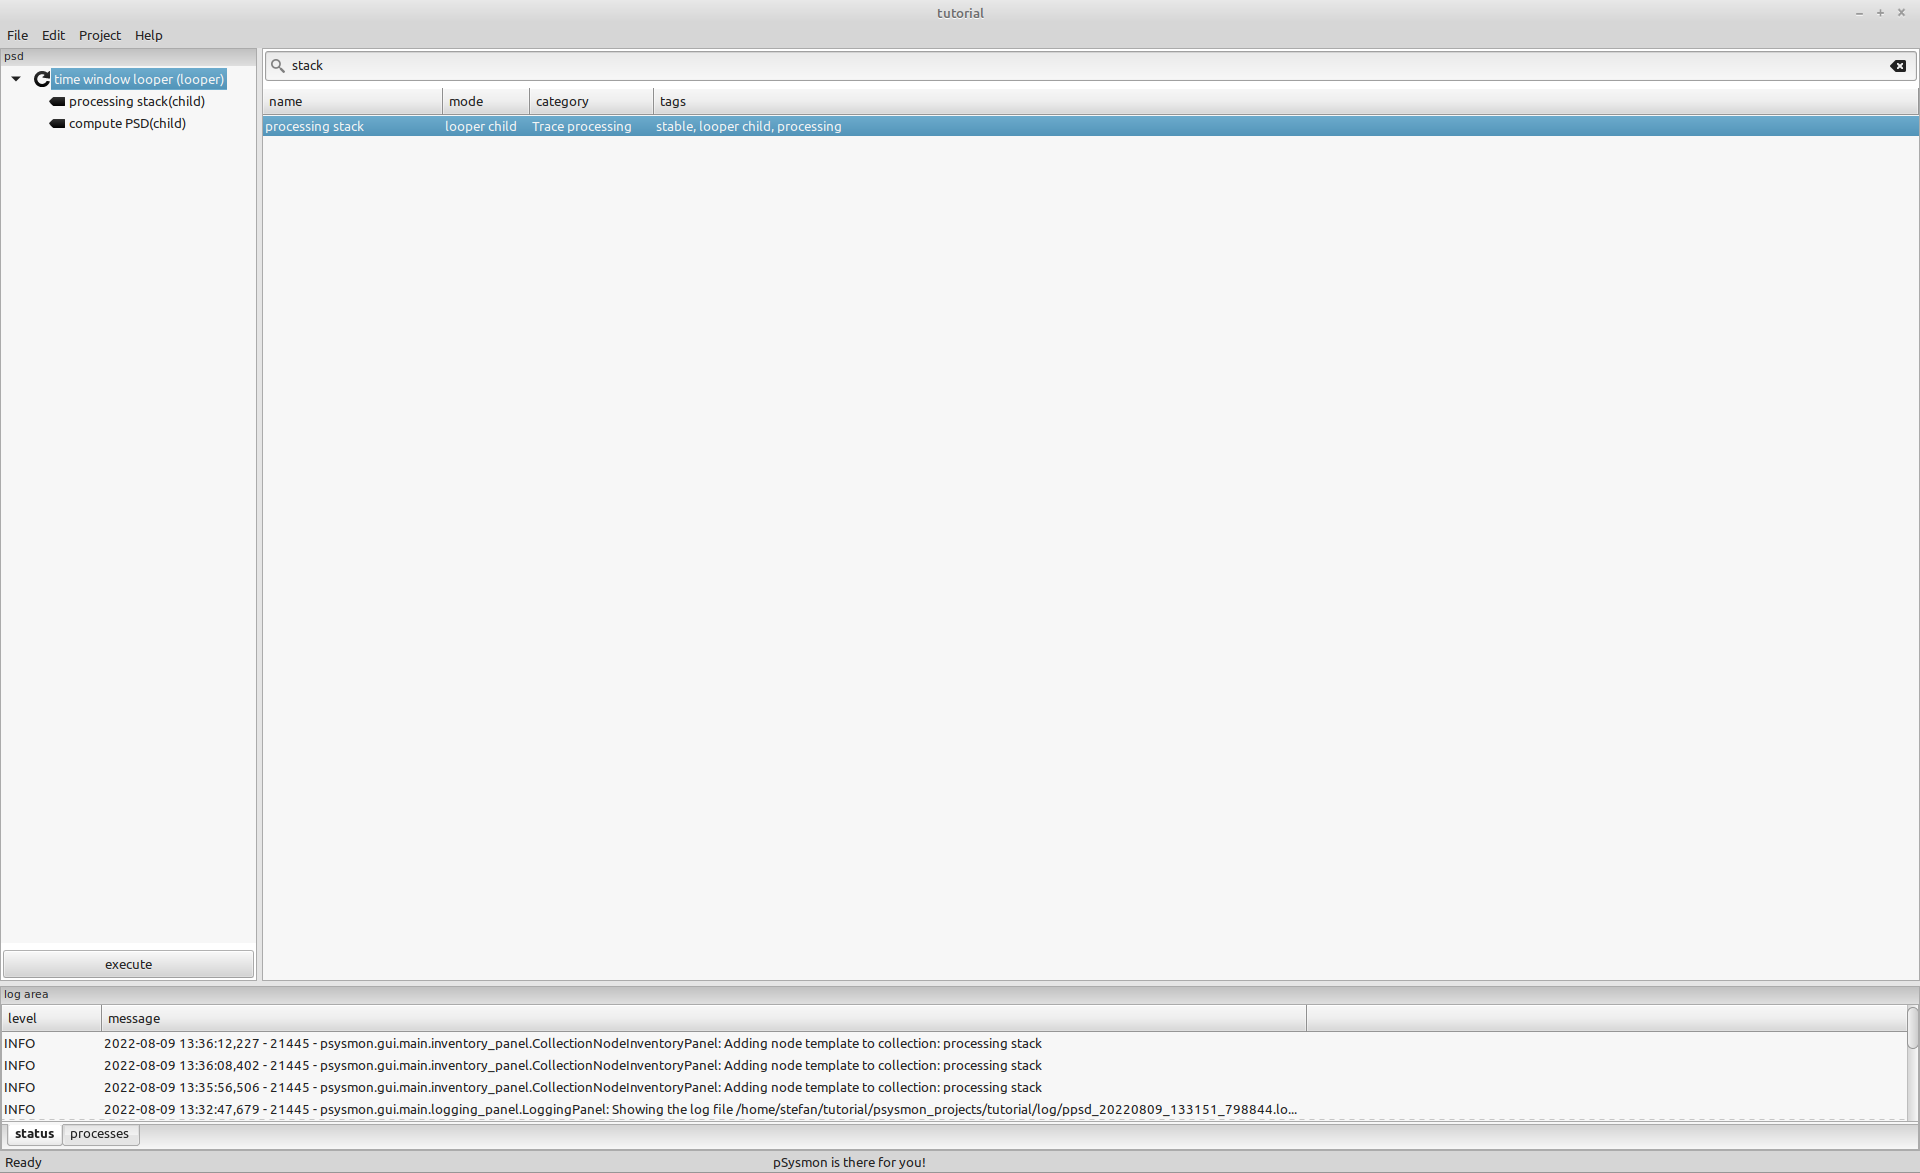 tutorial
File Edit Project Help
psd
time window looper (looper)
processing stack(child)
compute PSD(child)
execute
stack
name mode category tags
processing stack looper child Trace processing stable, looper child, processing
log area
level message
INFO 2022-08-09 13:36:12,227 - 21445 - psysmon.gui.main.inventory_panel.CollectionNodeInventoryPanel: Adding node template to collection: processing stack
INFO 2022-08-09 13:36:08,402 - 21445 - psysmon.gui.main.inventory_panel.CollectionNodeInventoryPanel: Adding node template to collection: processing stack
INFO 2022-08-09 13:35:56,506 - 21445 - psysmon.gui.main.inventory_panel.CollectionNodeInventoryPanel: Adding node template to collection: processing stack
INFO 2022-08-09 13:32:47,679 - 21445 - psysmon.gui.main.logging_panel.LoggingPanel: Showing the log file /home/stefan/tutorial/psysmon_projects/tutorial/log/ppsd_20220809_133151_798844.lo...
status processes
Ready pSysmon is there for you!